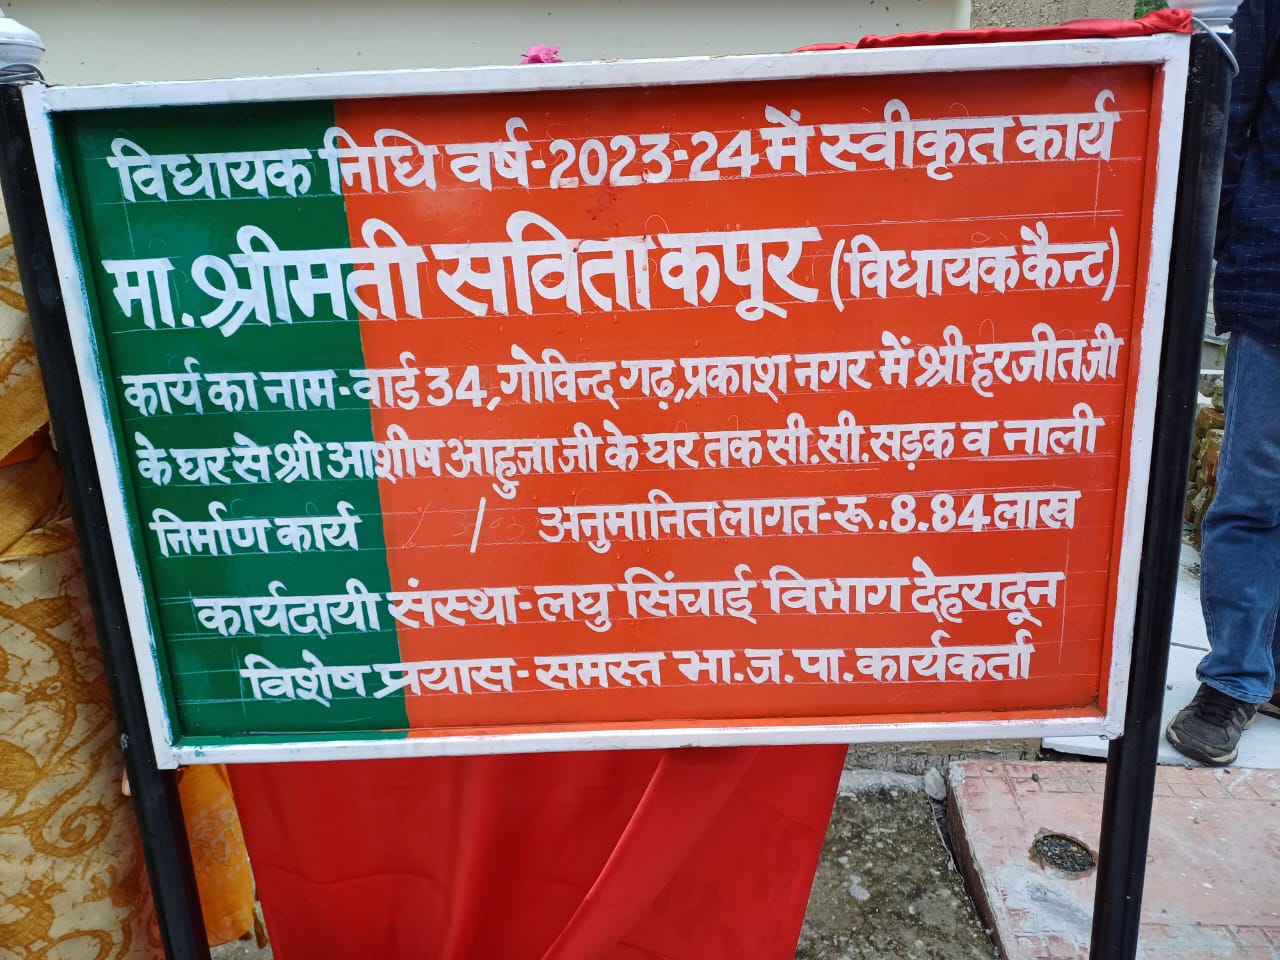 विधायक निधि वर्ष-2023-24 में स्वीकृत कार्य
मा. श्रीमती सविता कपूर (विधायक कैन्ट)
कार्य का नाम-वार्ड 34, गोविन्द गढ़, प्रकाश नगर में श्री हरजीत जी
के घर से श्री आशीष आहुजा जी के घर तक सी.सी. सड़क व नाली
निर्माण कार्य / अनुमानित लागत-रू.8.84 लाख
कार्यदायी संस्था-लघु सिंचाई विभाग देहरादून
विशेष प्रयास-समस्त भा.ज.पा. कार्यकर्ता